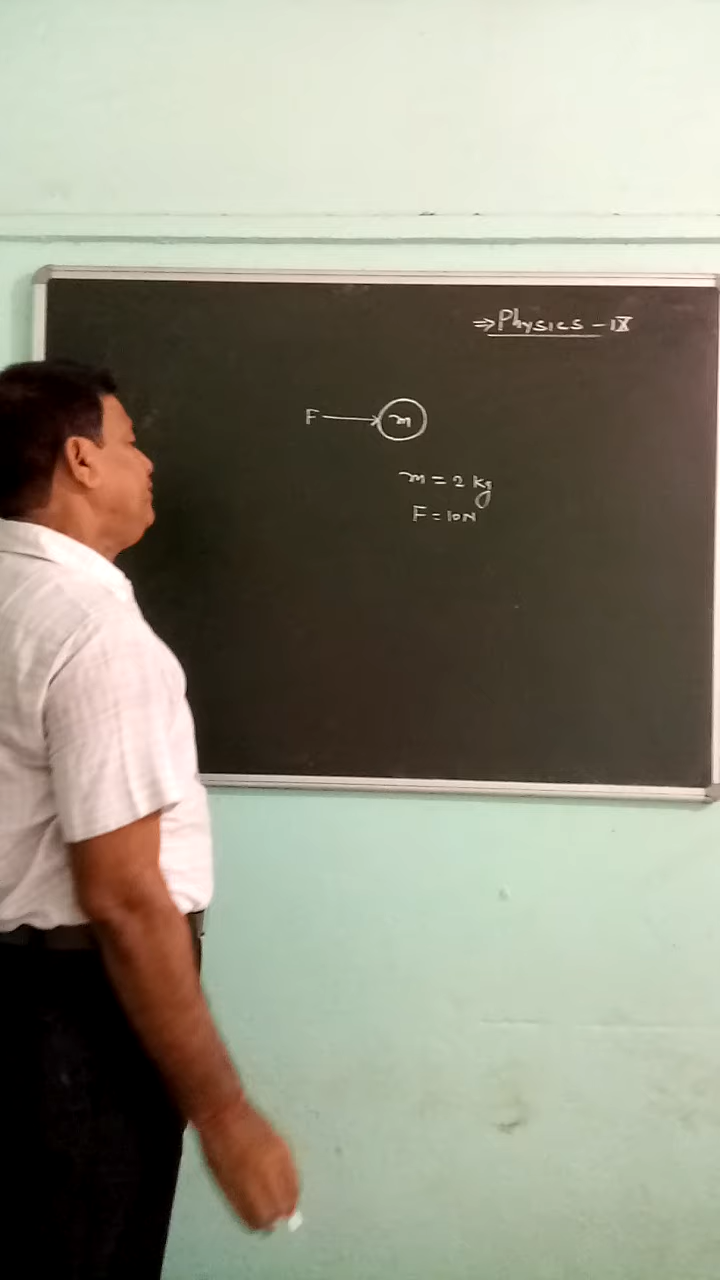 ⇒ Physics - IX
F → m
m = 2 kg
F = 10N